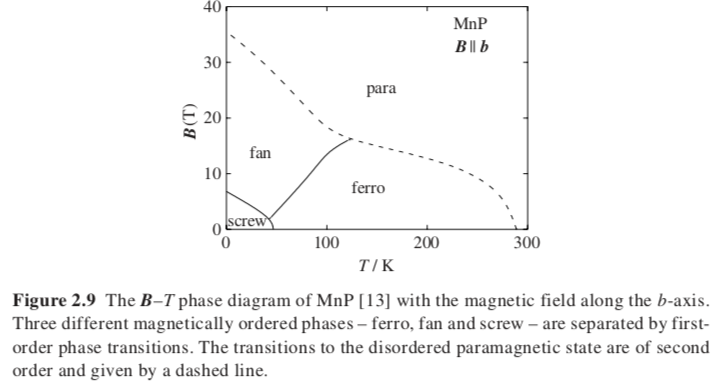 40
MnP
B || b
30
para
B(T)
20
fan
10
ferro
screw
0
0 100 200 300
T / K
Figure 2.9 The B–T phase diagram of MnP [13] with the magnetic field along the b-axis.
Three different magnetically ordered phases – ferro, fan and screw – are separated by first-
order phase transitions. The transitions to the disordered paramagnetic state are of second
order and given by a dashed line.